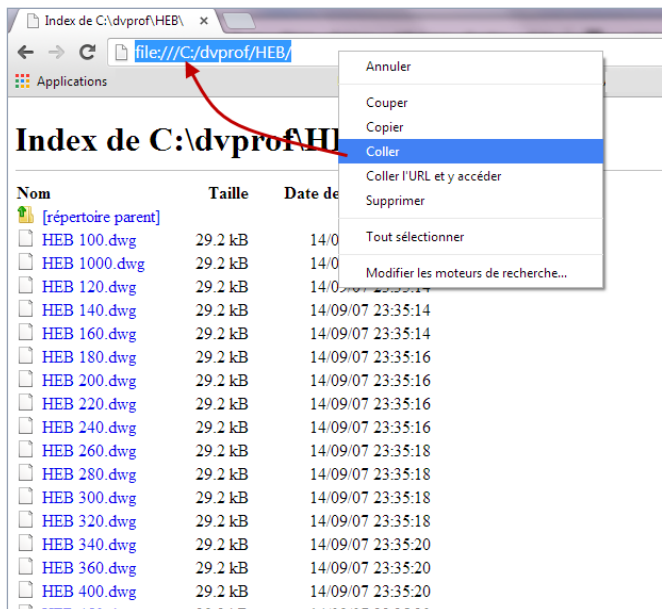 Index de C:\dvprof\HEB\ ×
file:///C:/dvprof/HEB/
Applications
Annuler
Couper
Copier
Coller
Coller l'URL et y accéder
Supprimer
Tout sélectionner
Modifier les moteurs de recherche...
Index de C:\dvprof\H
Nom Taille Date de
[répertoire parent]
HEB 100.dwg 29.2 kB 14/0
HEB 1000.dwg 29.2 kB 14/0
HEB 120.dwg 29.2 kB 14/09/07 23:35:14
HEB 140.dwg 29.2 kB 14/09/07 23:35:14
HEB 160.dwg 29.2 kB 14/09/07 23:35:14
HEB 180.dwg 29.2 kB 14/09/07 23:35:16
HEB 200.dwg 29.2 kB 14/09/07 23:35:16
HEB 220.dwg 29.2 kB 14/09/07 23:35:16
HEB 240.dwg 29.2 kB 14/09/07 23:35:16
HEB 260.dwg 29.2 kB 14/09/07 23:35:18
HEB 280.dwg 29.2 kB 14/09/07 23:35:18
HEB 300.dwg 29.2 kB 14/09/07 23:35:18
HEB 320.dwg 29.2 kB 14/09/07 23:35:18
HEB 340.dwg 29.2 kB 14/09/07 23:35:20
HEB 360.dwg 29.2 kB 14/09/07 23:35:20
HEB 400.dwg 29.2 kB 14/09/07 23:35:20